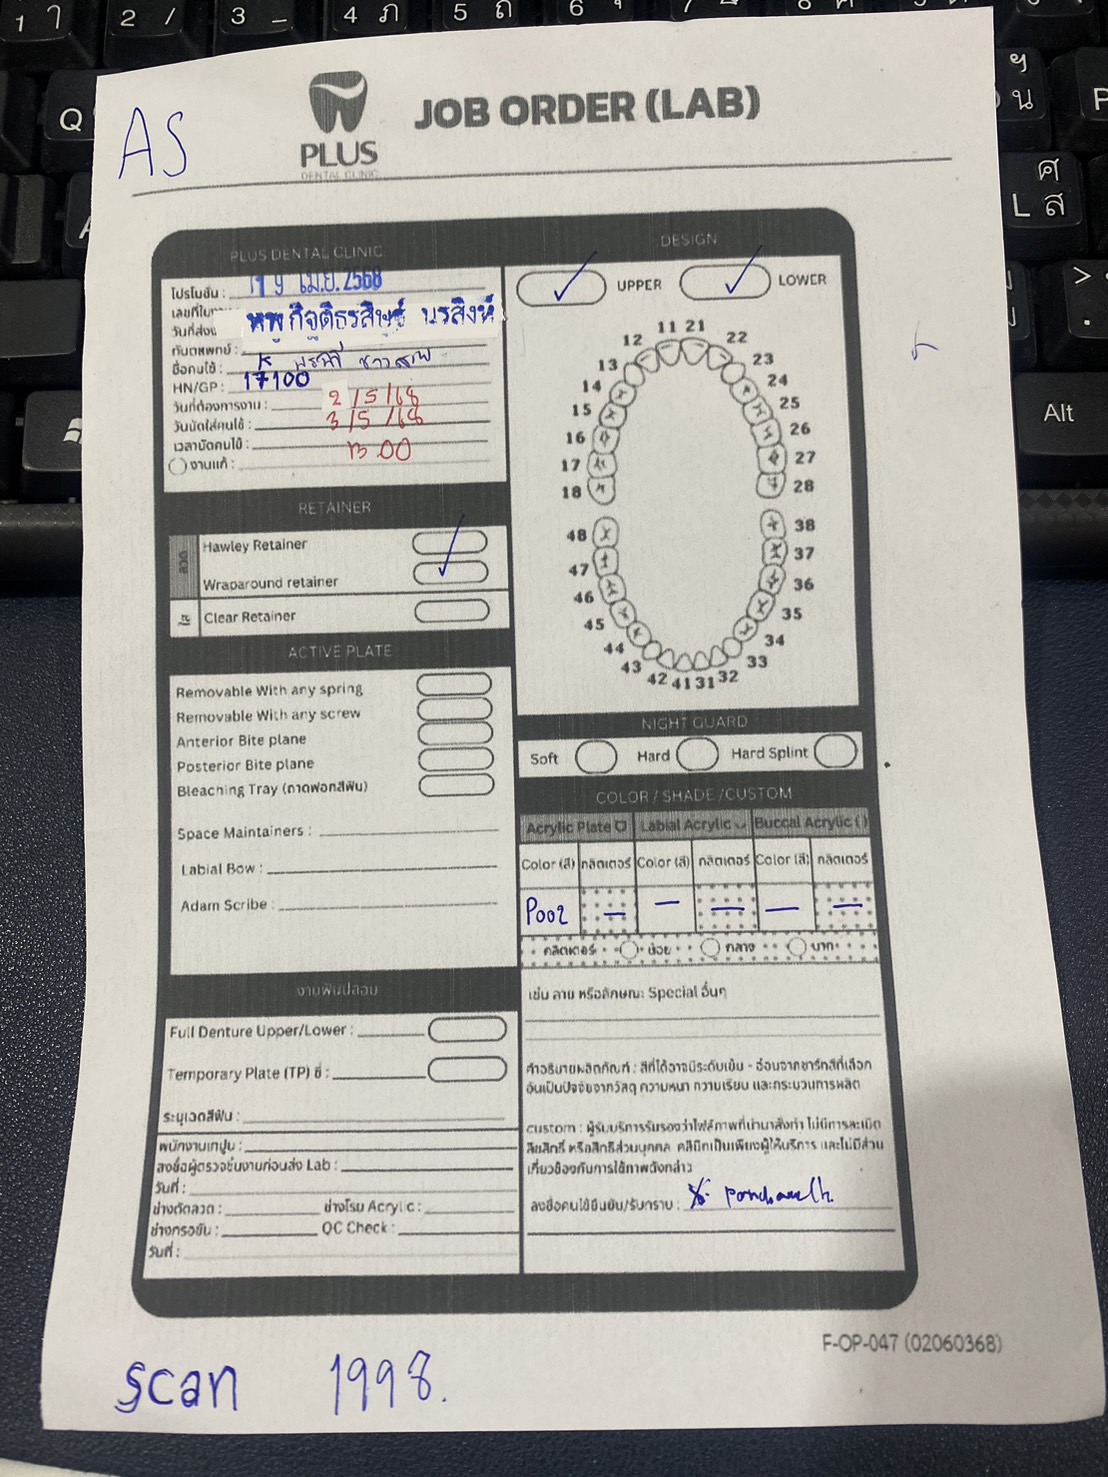 AS
PLUS
DENTAL CLINIC
JOB ORDER (LAB)
PLUS DENTAL CLINIC
โปรโมชั่น : 19 เม.ย. 2568
เลขที่ใบ
วันที่ส่ง
ทพ กิจฐิติธรสิษฐ์ นรสิงห์
ทันตแพทย์ :
ชื่อคนไข้ : K
HN/GP : 17100
วันที่ต้องการงาน : 2/5/68
วันนัดใส่คนไข้ : 3/5/68
เวลานัดคนไข้ : 13 00
งานแก้ :
RETAINER
ลวด
Hawley Retainer
Wraparound retainer
ใส
Clear Retainer
ACTIVE PLATE
Removable With any spring
Removable With any screw
Anterior Bite plane
Posterior Bite plane
Bleaching Tray (ถาดฟอกสีฟัน)
Space Maintainers :
Labial Bow :
Adam Scribe :
งานฟันปลอม
Full Denture Upper/Lower :
Temporary Plate (TP) ซี่ :
ระบุเฉดสีฟัน :
พนักงานเทปูน :
ลงชื่อผู้ตรวจชิ้นงานก่อนส่ง Lab :
วันที่ :
ช่างดัดลวด : ช่างโรย Acrylic :
ช่างกรอขัด : QC Check :
วันที่ :
DESIGN
UPPER LOWER
11 21
12 22
13 23
14 24
15 25
16 26
17 27
18 28
48 38
47 37
46 36
45 35
44 34
43 33
42 41 31 32
NIGHT GUARD
Soft Hard Hard Splint
COLOR / SHADE /CUSTOM
Acrylic Plate Labial Acrylic Buccal Acrylic ( )
Color (สี) กลิตเตอร์ Color (สี) กลิตเตอร์ Color (สี) กลิตเตอร์
P002 — — — — —
กลิตเตอร์ น้อย กลาง มาก
เช่น ลาย หรือลักษณะ Special อื่นๆ
คำอธิบายผลิตภัณฑ์ : สีที่ได้อาจมีระดับเข้ม - อ่อนจากชาร์ทสีที่เลือก
อันเป็นปัจจัยจากวัสดุ ความหนา ความเรียบ และกระบวนการผลิต
custom : ผู้รับบริการรับรองว่าไฟล์ภาพที่นำมาสั่งทำ ไม่มีการละเมิด
ลิขสิทธิ์ หรือสิทธิส่วนบุคคล คลินิกเป็นเพียงผู้ให้บริการ และไม่มีส่วน
เกี่ยวข้องกับการใช้ภาพดังกล่าว
ลงชื่อคนไข้ยืนยัน/รับทราบ :
F-OP-047 (02060368)
scan 1998.
Q
P
L ส
ศ
ฯ
น
Alt
1 ๅ
2 /
3 _
4 ภ
5 ถ
6 ุ